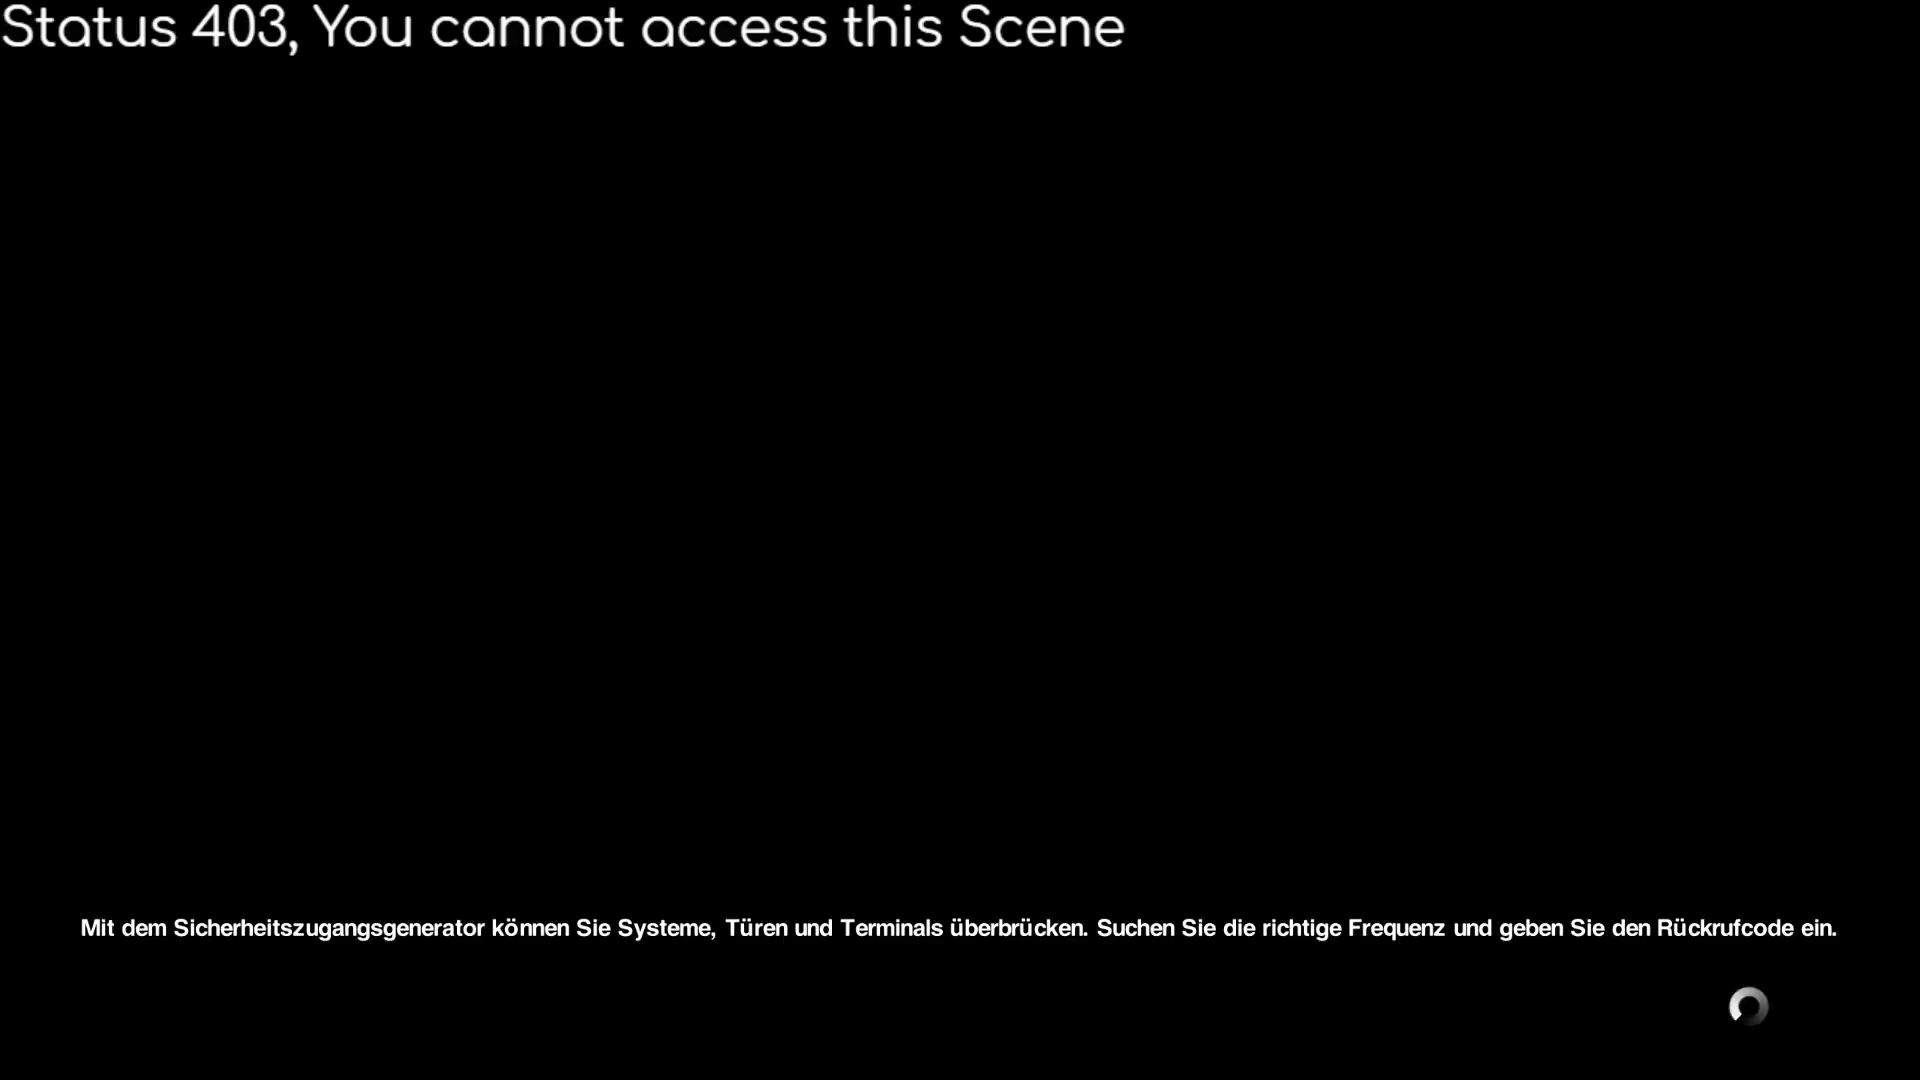 Status 403, You cannot access this Scene
Mit dem Sicherheitszugangsgenerator können Sie Systeme, Türen und Terminals überbrücken. Suchen Sie die richtige Frequenz und geben Sie den Rückrufcode ein.